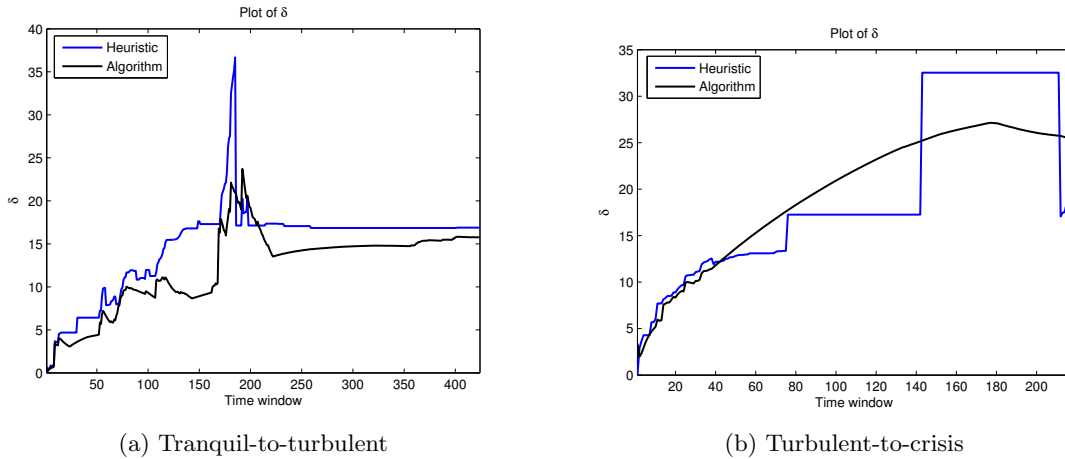 Plot of δ
40
35
30
25
20
15
10
5
0
δ
Heuristic
Algorithm
50 100 150 200 250 300 350 400
Time window
(a) Tranquil-to-turbulent
Plot of δ
35
30
25
20
15
10
5
0
δ
Heuristic
Algorithm
20 40 60 80 100 120 140 160 180 200
Time window
(b) Turbulent-to-crisis